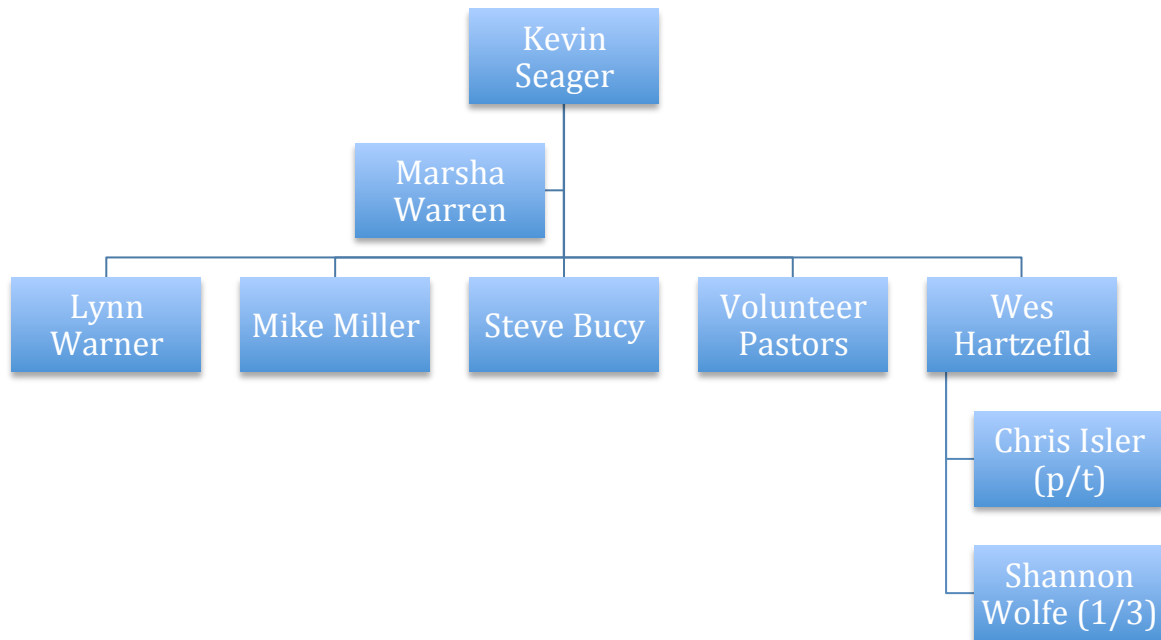 Kevin
Seager
Marsha
Warren
Lynn
Warner
Mike Miller
Steve Bucy
Volunteer
Pastors
Wes
Hartzefld
Chris Isler
(p/t)
Shannon
Wolfe (1/3)